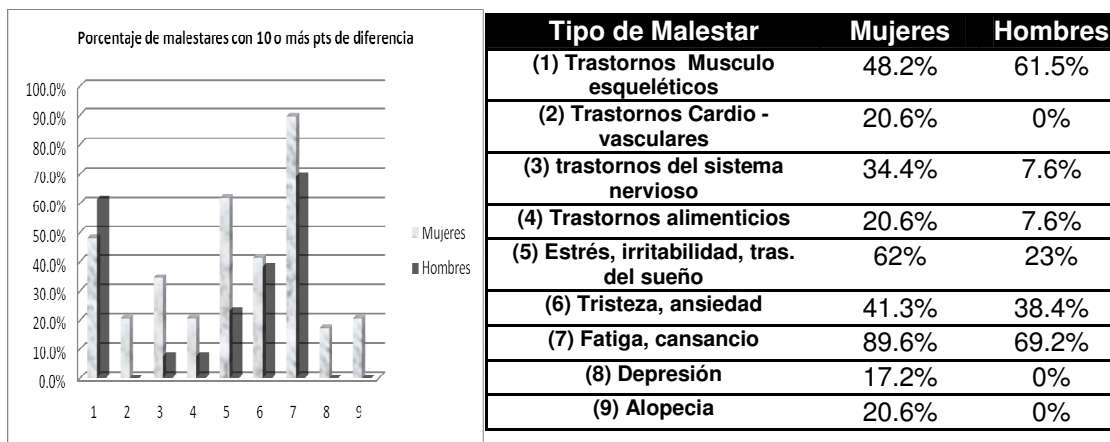 Porcentaje de malestares con 10 o más pts de diferencia
100.0%
90.0%
80.0%
70.0%
60.0%
50.0%
40.0%
30.0%
20.0%
10.0%
0.0%
1 2 3 4 5 6 7 8 9
Mujeres
Hombres
Tipo de Malestar Mujeres Hombres
(1) Trastornos Musculo esqueléticos 48.2% 61.5%
(2) Trastornos Cardio - vasculares 20.6% 0%
(3) trastornos del sistema nervioso 34.4% 7.6%
(4) Trastornos alimenticios 20.6% 7.6%
(5) Estrés, irritabilidad, tras. del sueño 62% 23%
(6) Tristeza, ansiedad 41.3% 38.4%
(7) Fatiga, cansancio 89.6% 69.2%
(8) Depresión 17.2% 0%
(9) Alopecia 20.6% 0%